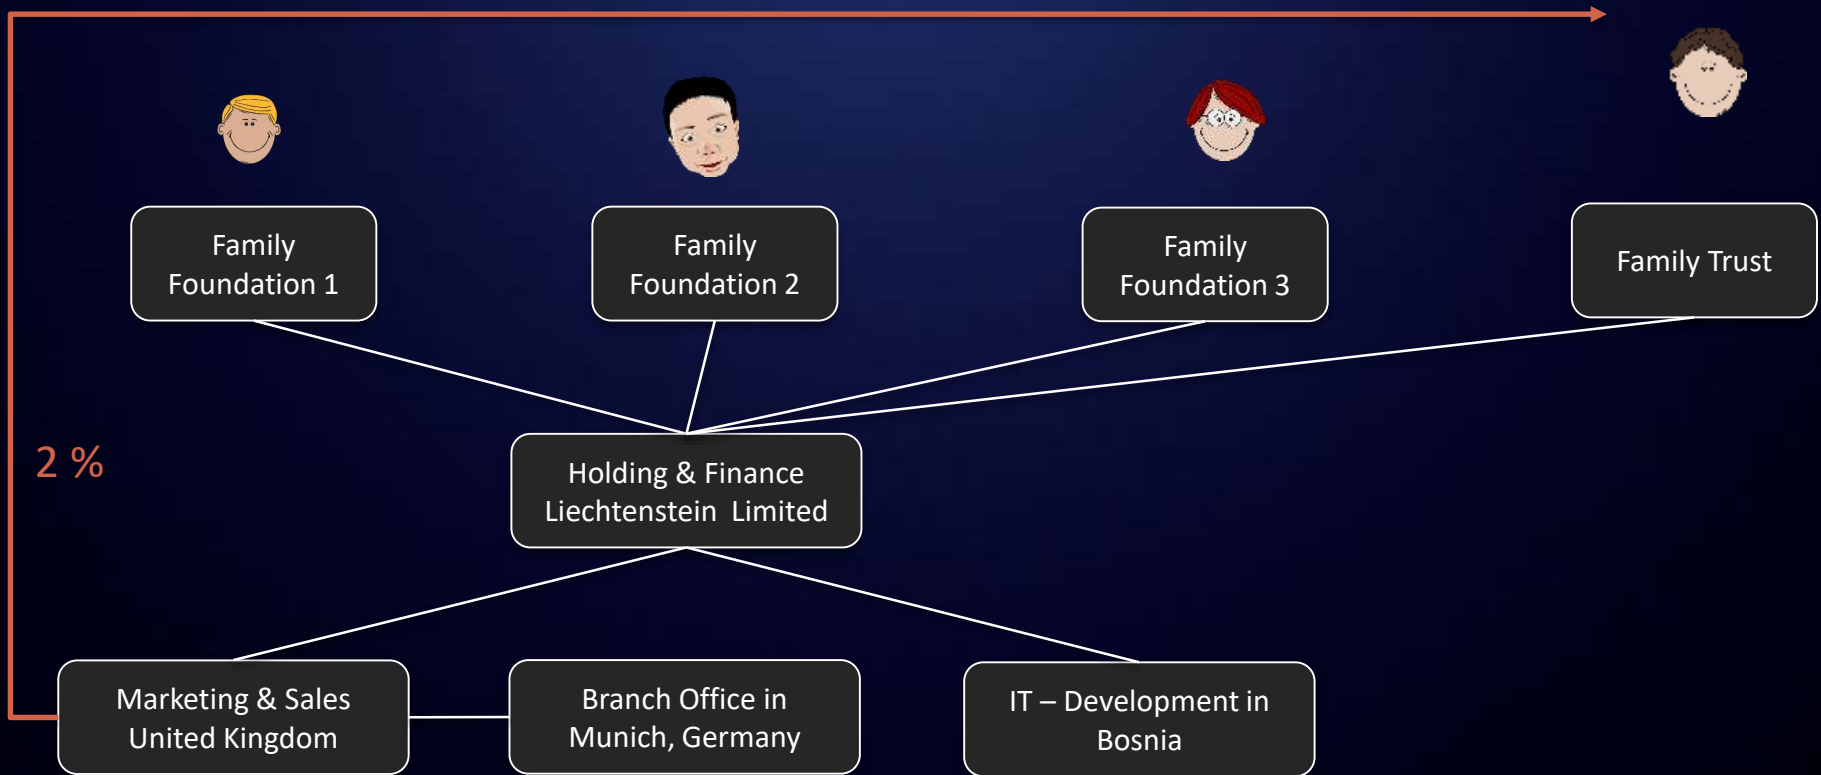 Family
Foundation 1
Family
Foundation 2
Family
Foundation 3
Family Trust
2 %
Holding & Finance
Liechtenstein  Limited
Marketing & Sales
United Kingdom
Branch Office in
Munich, Germany
IT – Development in
Bosnia